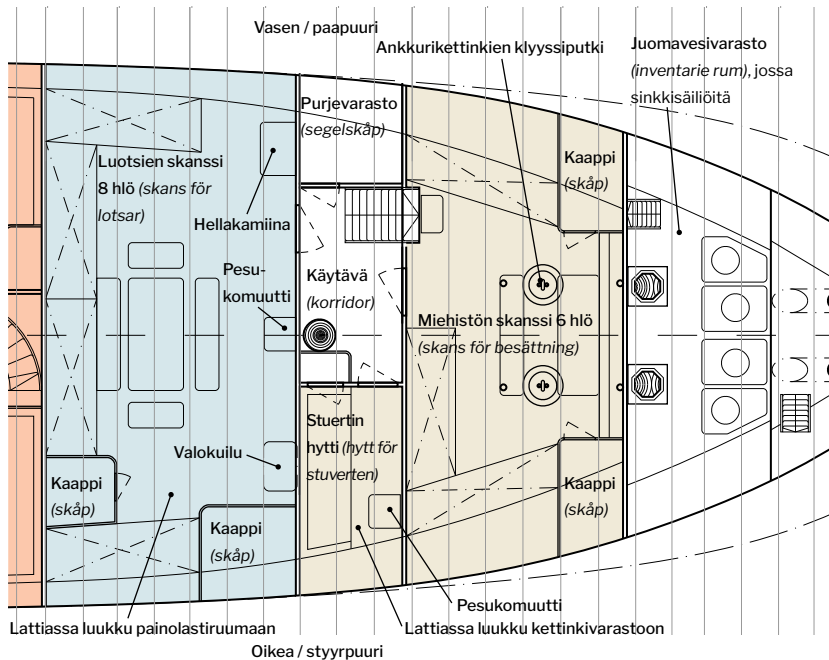 Vasen / paapuuri
Ankkurikettinkien klyyssiputki
Juomavesivarasto
(inventarie rum), jossa
sinkkisäiliöitä
Purjevarasto
(segelskåp)
Luotsien skanssi
8 hlö (skans för
lotsar)
Kaappi
(skåp)
Hellakamiina
Pesu-
komuutti
Käytävä
(korridor)
Miehistön skanssi 6 hlö
(skans för besättning)
Stuertin
hytti (hytt för
stuverten)
Valokuilu
Kaappi
(skåp)
Kaappi
(skåp)
Kaappi
(skåp)
Pesukomuutti
Lattiassa luukku painolastiruumaan
Lattiassa luukku kettinkivarastoon
Oikea / styyrpuuri